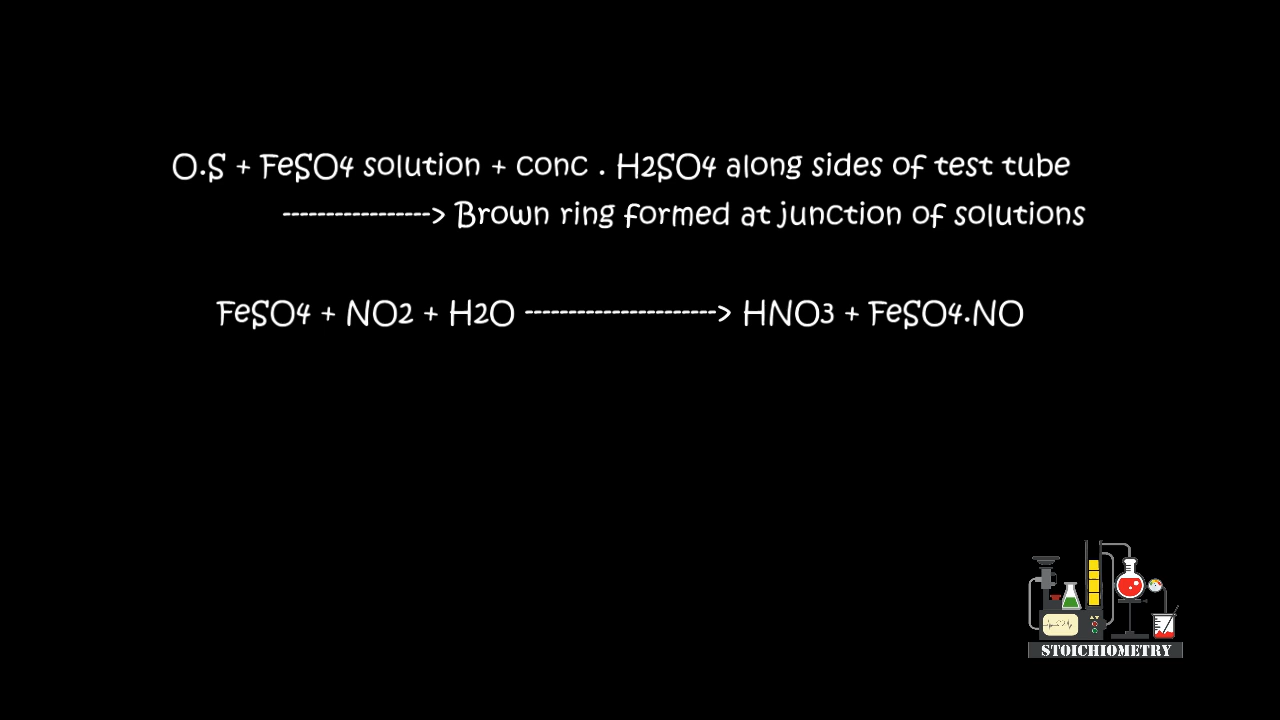 O.S + FeSO4 solution + conc . H2SO4 along sides of test tube
-----------------> Brown ring formed at junction of solutions
FeSO4 + NO2 + H2O ----------------------> HNO3 + FeSO4.NO
STOICHIOMETRY